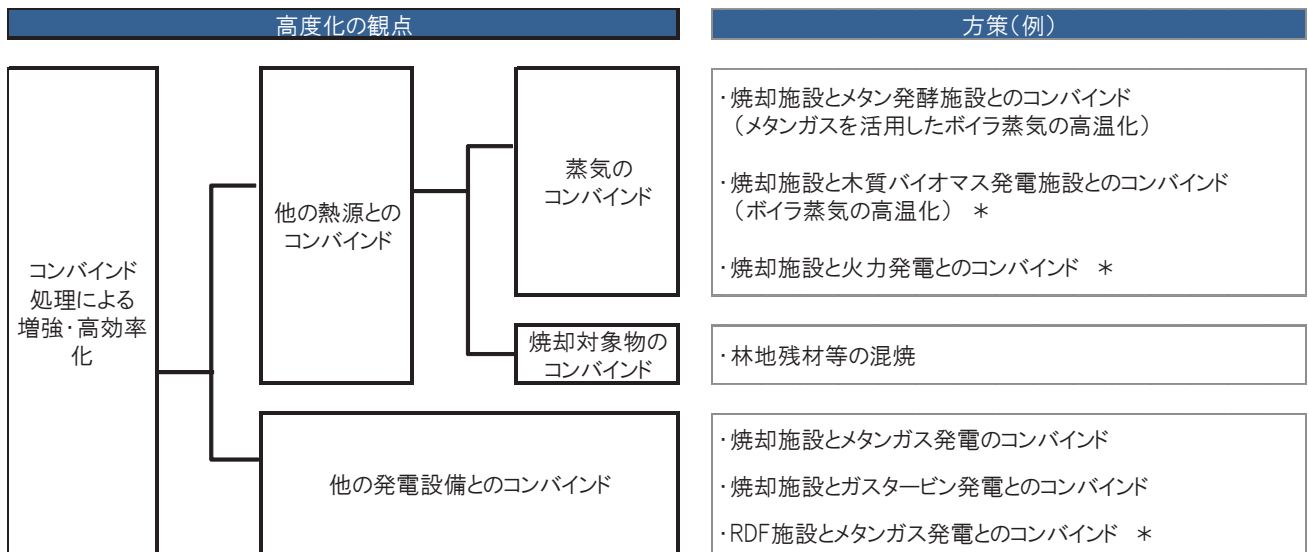 高度化の観点
方策(例)
コンバインド
処理による
増強・高効率
化
他の熱源との
コンバインド
蒸気の
コンバインド
・焼却施設とメタン発酵施設とのコンバインド
(メタンガスを活用したボイラ蒸気の高温化)
・焼却施設と木質バイオマス発電施設とのコンバインド
(ボイラ蒸気の高温化) *
・焼却施設と火力発電とのコンバインド *
焼却対象物の
コンバインド
・林地残材等の混焼
他の発電設備とのコンバインド
・焼却施設とメタンガス発電のコンバインド
・焼却施設とガスタービン発電とのコンバインド
・RDF施設とメタンガス発電とのコンバインド *